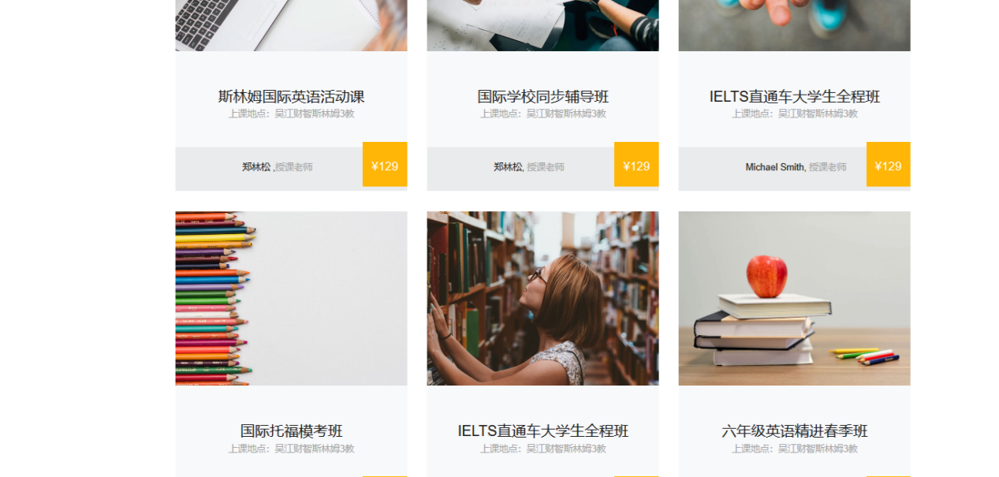 斯林姆国际英语活动课
上课地点：吴江财智斯林姆3教
郑林松 ,授课老师
¥129
国际学校同步辅导班
上课地点：吴江财智斯林姆3教
郑林松, 授课老师
¥129
IELTS直通车大学生全程班
上课地点：吴江财智斯林姆3教
Michael Smith, 授课老师
¥129
国际托福模考班
上课地点：吴江财智斯林姆3教
IELTS直通车大学生全程班
上课地点：吴江财智斯林姆3教
六年级英语精进春季班
上课地点：吴江财智斯林姆3教